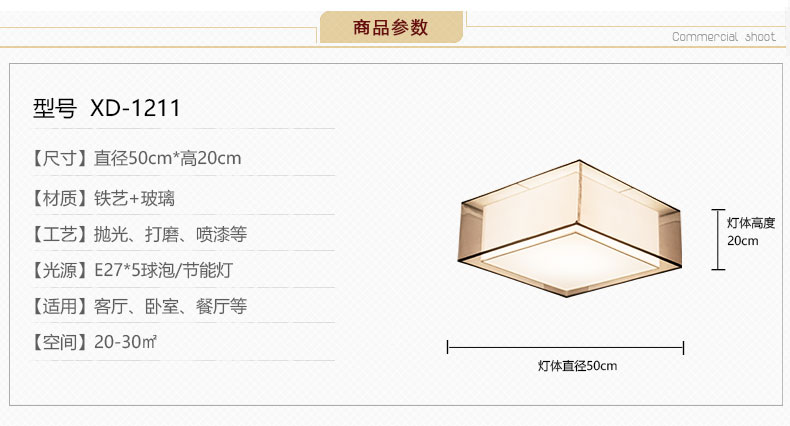 商品参数
Commercial shoot
型号 XD-1211
【尺寸】直径50cm*高20cm
【材质】铁艺+玻璃
【工艺】抛光、打磨、喷漆等
【光源】E27*5球泡/节能灯
【适用】客厅、卧室、餐厅等
【空间】20-30㎡
灯体高度
20cm
灯体直径50cm